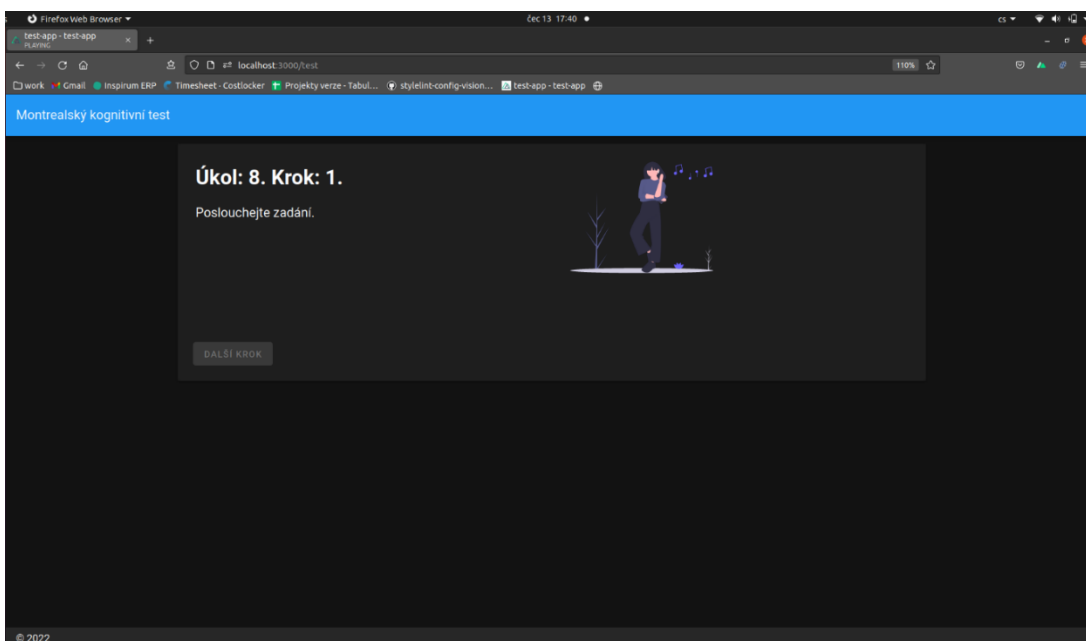 Firefox Web Browser
čec 13 17:40
cs
test-app - test-app
PLAYING
localhost:3000/test
110%
work
Gmail
Inspirum ERP
Timesheet - Costlocker
Projekty verze - Tabul...
stylelint-config-vision...
test-app - test-app
Montrealský kognitivní test
Úkol: 8. Krok: 1.
Poslouchejte zadání.
DALŠÍ KROK
© 2022